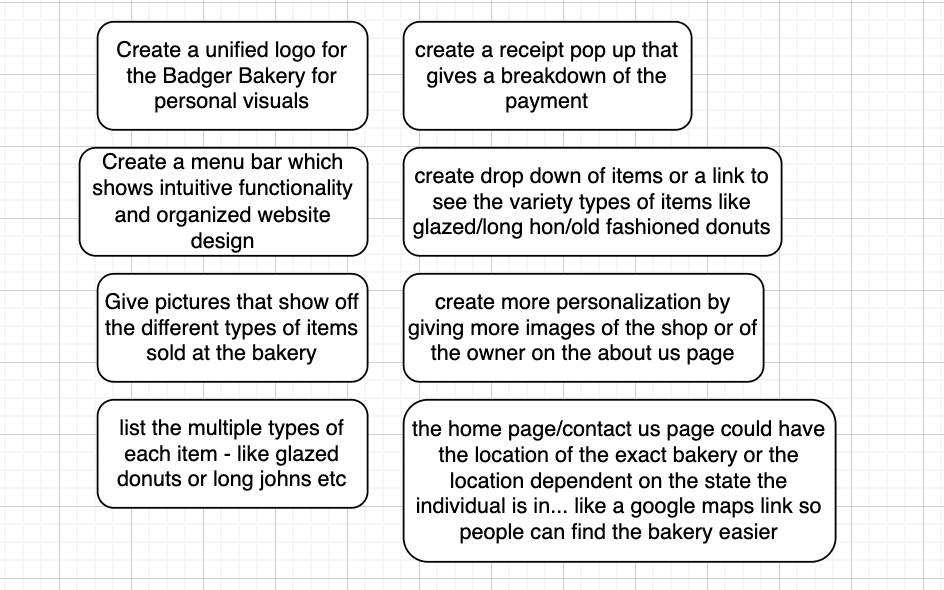 Create a unified logo for
the Badger Bakery for
personal visuals
create a receipt pop up that
gives a breakdown of the
payment
Create a menu bar which
shows intuitive functionality
and organized website
design
create drop down of items or a link to
see the variety types of items like
glazed/long hon/old fashioned donuts
Give pictures that show off
the different types of items
sold at the bakery
create more personalization by
giving more images of the shop or of
the owner on the about us page
list the multiple types of
each item - like glazed
donuts or long johns etc
the home page/contact us page could have
the location of the exact bakery or the
location dependent on the state the
individual is in... like a google maps link so
people can find the bakery easier